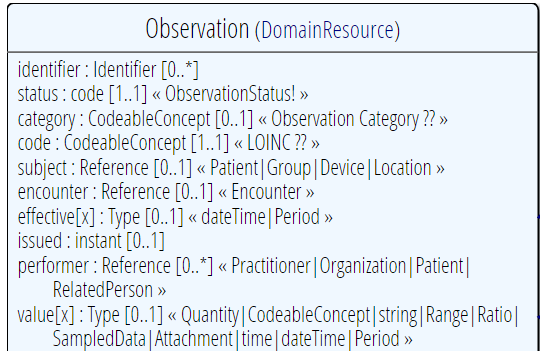 Observation (DomainResource)
identifier : Identifier [0..*]
status : code [1..1] « ObservationStatus! »
category : CodeableConcept [0..1] « Observation Category ?? »
code : CodeableConcept [1..1] « LOINC ?? »
subject : Reference [0..1] « Patient|Group|Device|Location »
encounter : Reference [0..1] « Encounter »
effective[x] : Type [0..1] « dateTime|Period »
issued : instant [0..1]
performer : Reference [0..*] « Practitioner|Organization|Patient|
RelatedPerson »
value[x] : Type [0..1] « Quantity|CodeableConcept|string|Range|Ratio|
SampledData|Attachment|time|dateTime|Period »